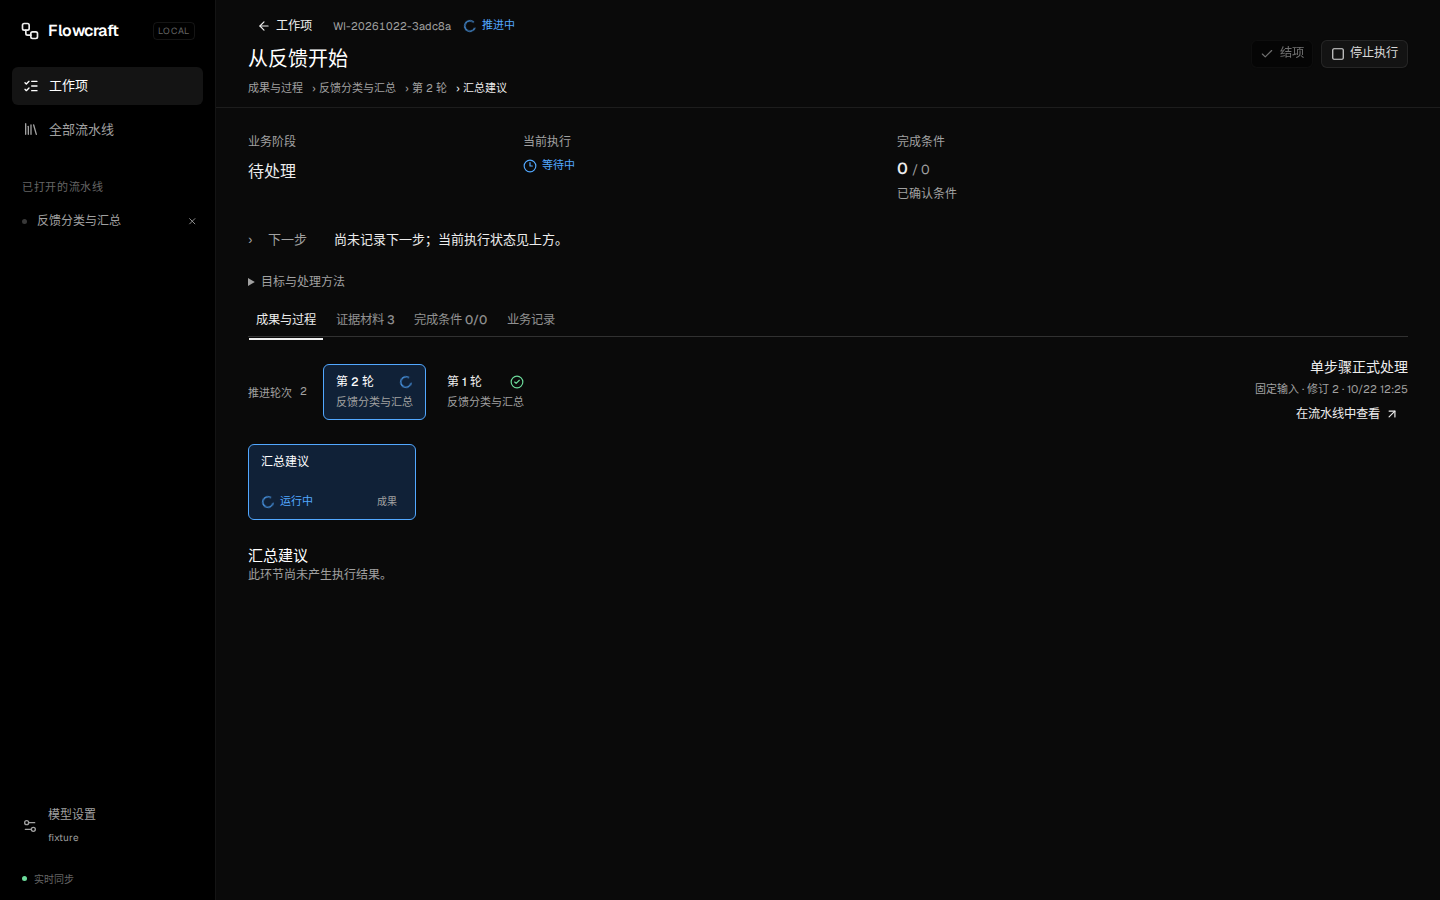 Flowcraft
LOCAL
工作项
全部流水线
已打开的流水线
反馈分类与汇总
模型设置
fixture
实时同步
工作项
WI-20261022-3adc8a
推进中
从反馈开始
成果与过程 › 反馈分类与汇总 › 第 2 轮 › 汇总建议
结项
停止执行
业务阶段
待处理
当前执行
等待中
完成条件
0 / 0
已确认条件
› 下一步 尚未记录下一步；当前执行状态见上方。
目标与处理方法
成果与过程
证据材料 3
完成条件 0/0
业务记录
推进轮次 2
第 2 轮
反馈分类与汇总
第 1 轮
反馈分类与汇总
单步骤正式处理
固定输入 · 修订 2 · 10/22 12:25
在流水线中查看
汇总建议
运行中
成果
汇总建议
此环节尚未产生执行结果。